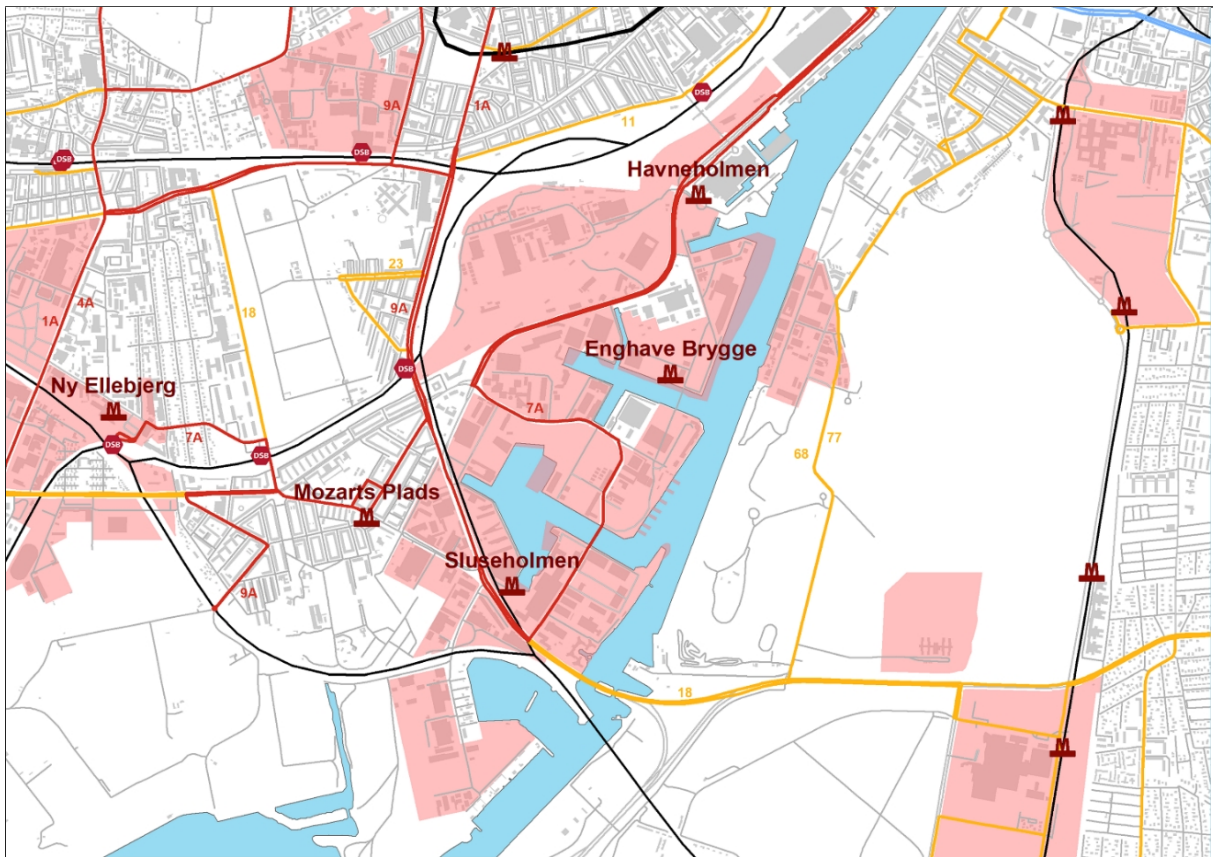 M
9A
1A
DSB
11
DSB
DSB
M
Havneholmen
M
23
4A
1A
18
9A
M
Enghave Brygge
M
DSB
Ny Ellebjerg
M
7A
7A
DSB
DSB
77
68
Mozarts Plads
M
Sluseholmen
M
M
9A
18
M